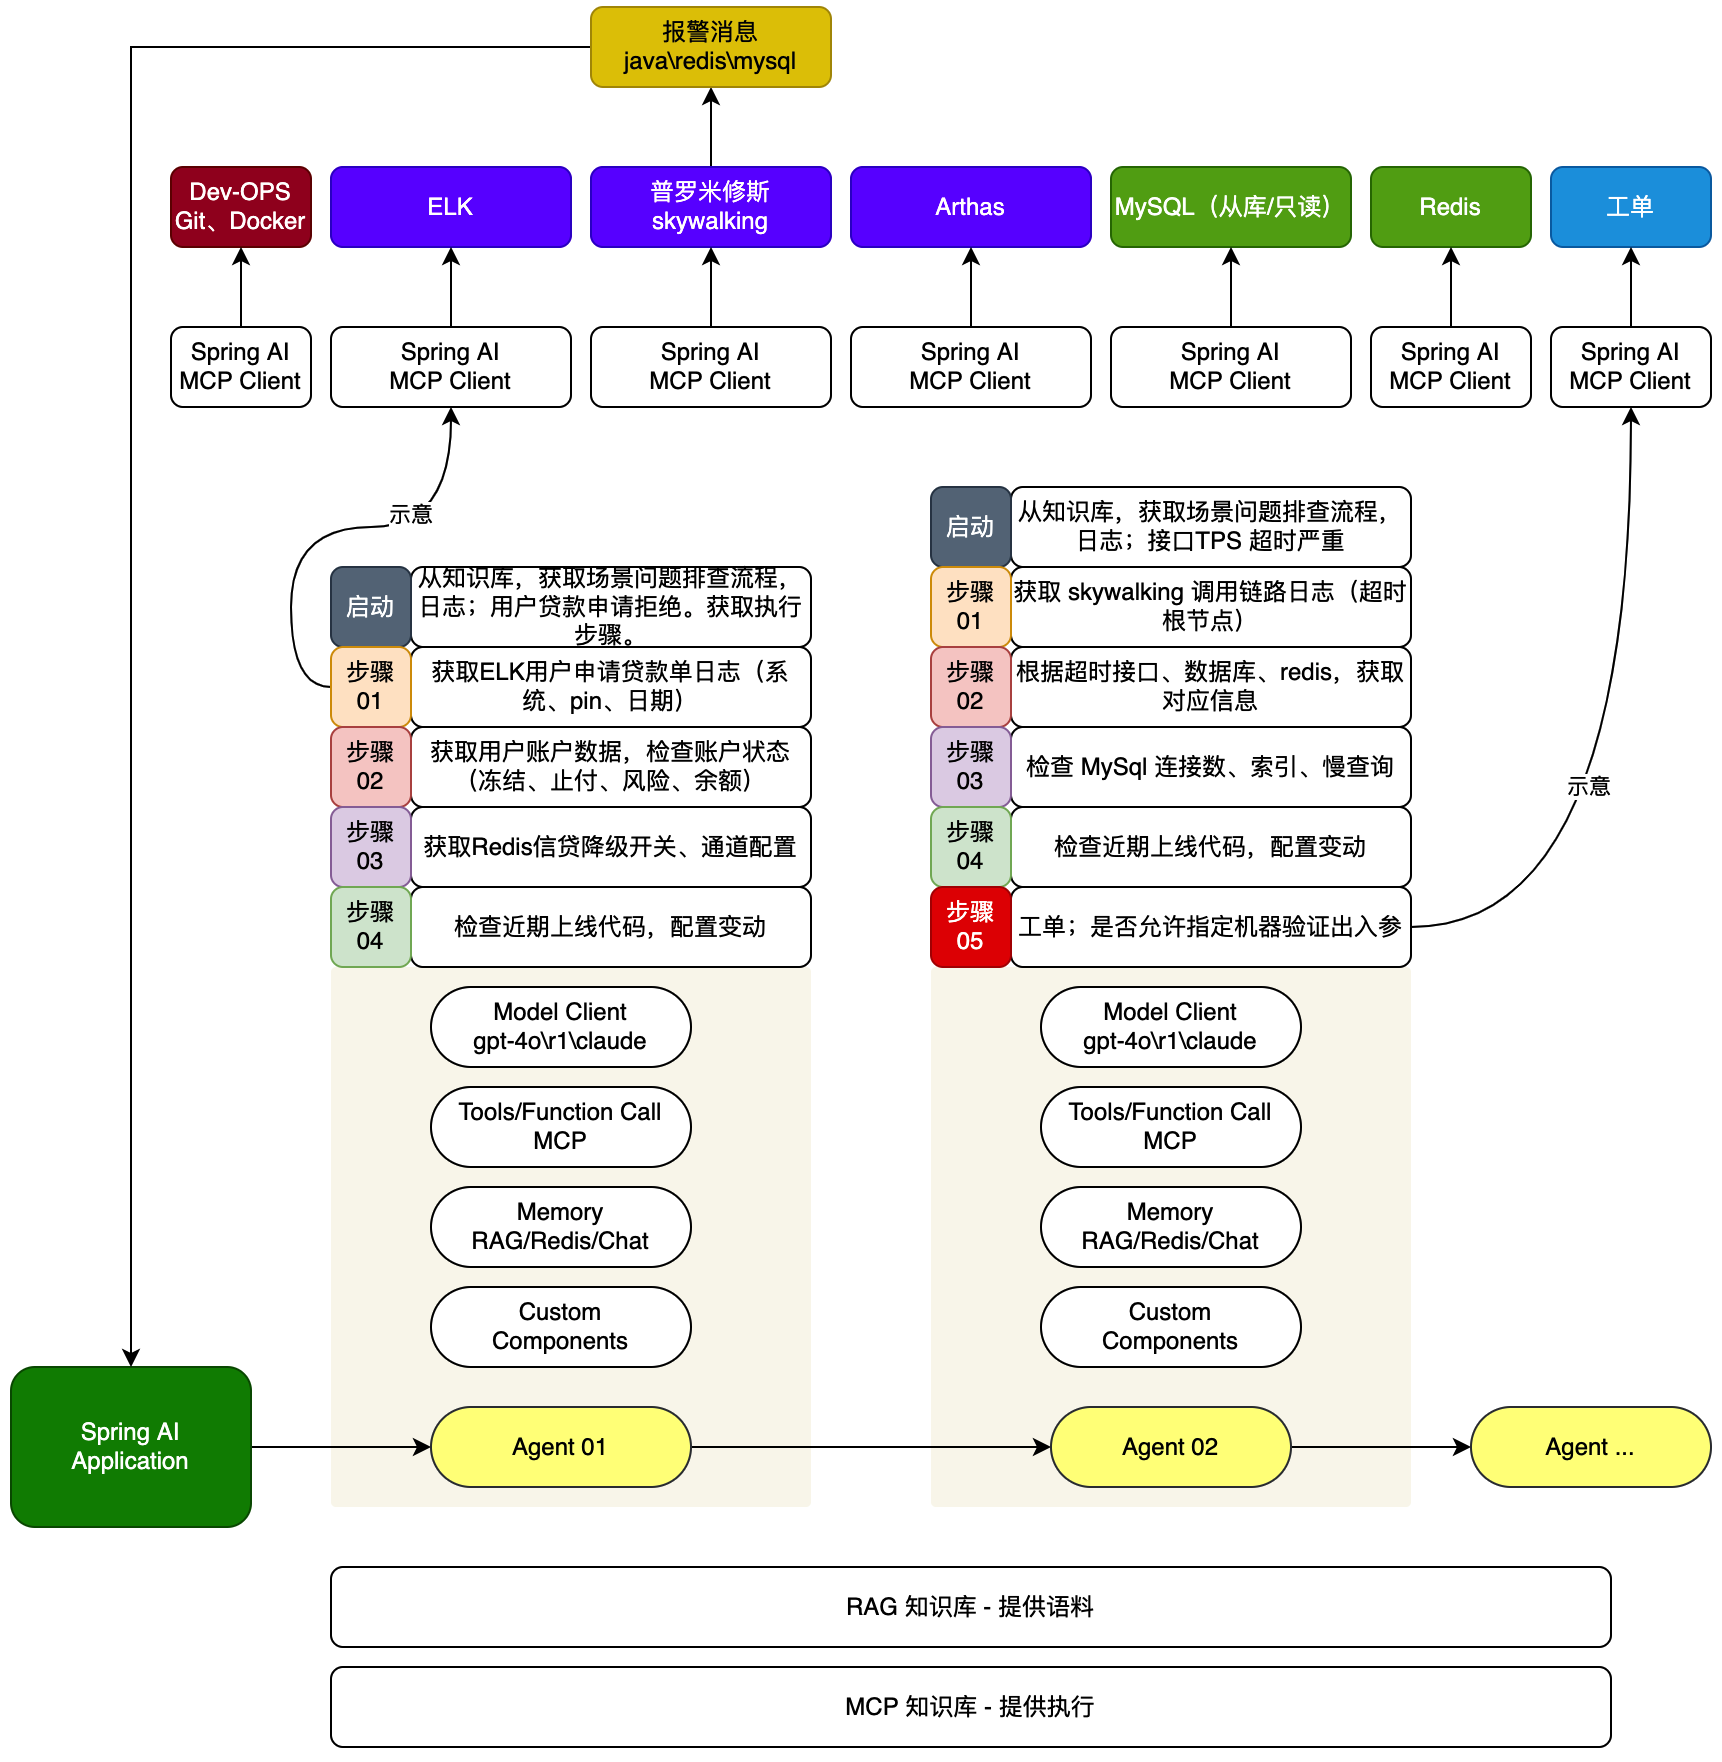 报警消息
java\redis\mysql
Dev-OPS
Git、Docker
ELK
普罗米修斯
skywalking
Arthas
MySQL（从库/只读）
Redis
工单
Spring AI
MCP Client
Spring AI
MCP Client
Spring AI
MCP Client
Spring AI
MCP Client
Spring AI
MCP Client
Spring AI
MCP Client
Spring AI
MCP Client
示意
启动
从知识库，获取场景问题排查流程，
日志；用户贷款申请拒绝。获取执行
步骤。
步骤
01
获取ELK用户申请贷款单日志（系
统、pin、日期）
步骤
02
获取用户账户数据，检查账户状态
（冻结、止付、风险、余额）
步骤
03
获取Redis信贷降级开关、通道配置
步骤
04
检查近期上线代码，配置变动
启动
从知识库，获取场景问题排查流程，
日志；接口TPS 超时严重
步骤
01
获取 skywalking 调用链路日志（超时
根节点）
步骤
02
根据超时接口、数据库、redis，获取
对应信息
步骤
03
检查 MySql 连接数、索引、慢查询
步骤
04
检查近期上线代码，配置变动
步骤
05
工单；是否允许指定机器验证出入参
示意
Model Client
gpt-4o\r1\claude
Tools/Function Call
MCP
Memory
RAG/Redis/Chat
Custom
Components
Model Client
gpt-4o\r1\claude
Tools/Function Call
MCP
Memory
RAG/Redis/Chat
Custom
Components
Spring AI
Application
Agent 01
Agent 02
Agent ...
RAG 知识库 - 提供语料
MCP 知识库 - 提供执行